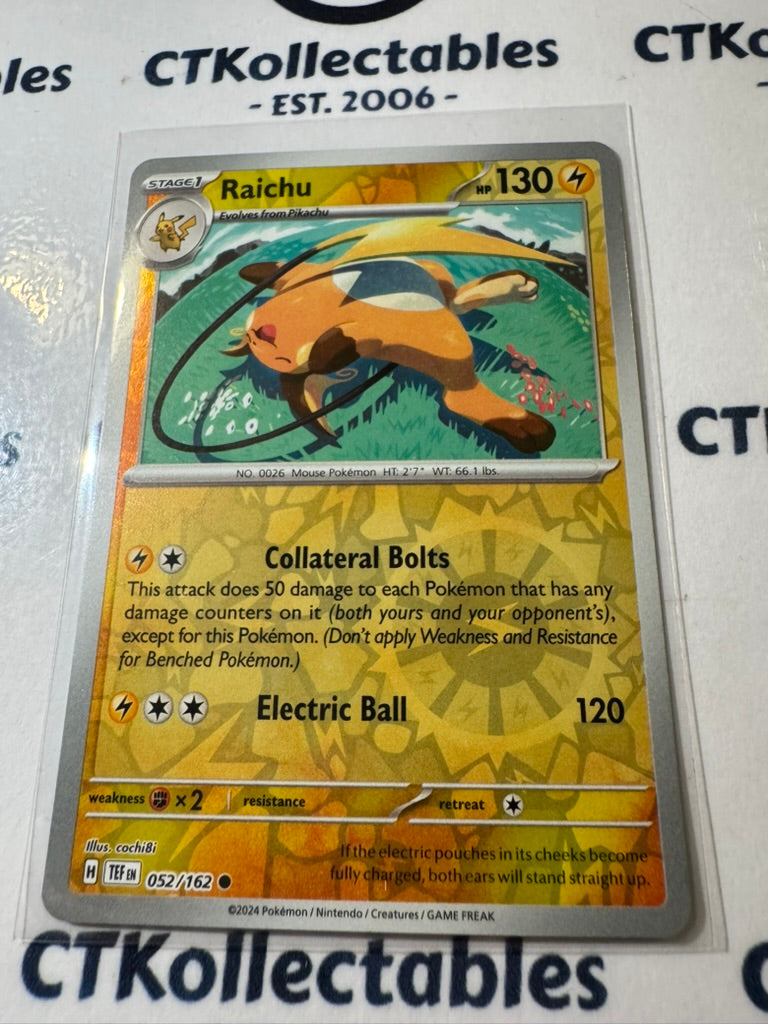 les CTKollectables CTKo
- EST. 2006 -
STAGE 1 Raichu HP 130
Evolves from Pikachu
NO. 0026 Mouse Pokémon HT: 2'7" WT: 66.1 lbs.
CT
Collateral Bolts
This attack does 50 damage to each Pokémon that has any
damage counters on it (both yours and your opponent's),
except for this Pokémon. (Don't apply Weakness and Resistance
for Benched Pokémon.)
Electric Ball 120
weakness ×2 resistance retreat
Illus. cochi8i
If the electric pouches in its cheeks become
fully charged, both ears will stand straight up.
H TEF EN 052/162
©2024 Pokémon / Nintendo / Creatures / GAME FREAK
CTKollectables